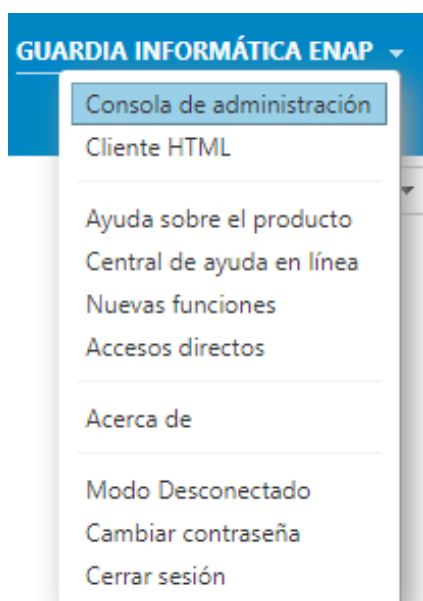 GUARDIA INFORMÁTICA ENAP
Consola de administración
Cliente HTML
Ayuda sobre el producto
Central de ayuda en línea
Nuevas funciones
Accesos directos
Acerca de
Modo Desconectado
Cambiar contraseña
Cerrar sesión